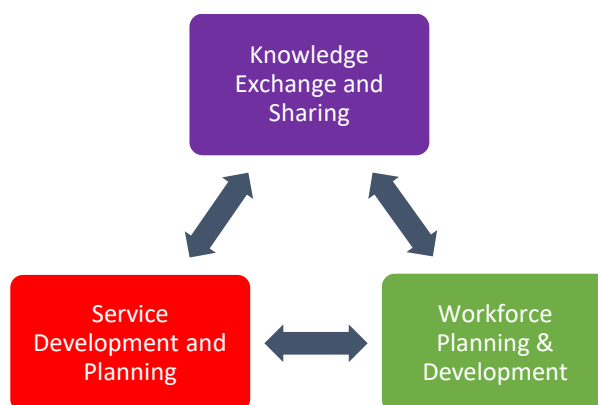 Knowledge
Exchange and
Sharing
Service
Development and
Planning
Workforce
Planning &
Development